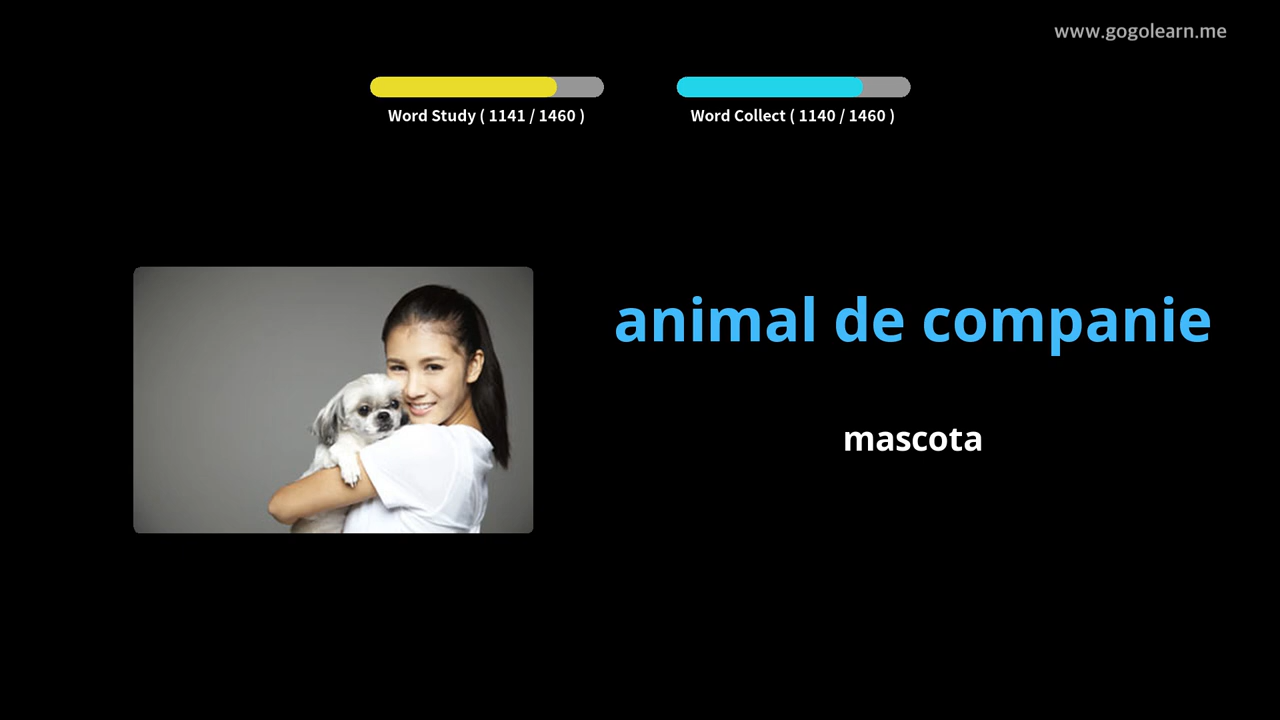 www.gogolearn.me
Word Study ( 1141 / 1460 )
Word Collect ( 1140 / 1460 )
animal de companie
mascota